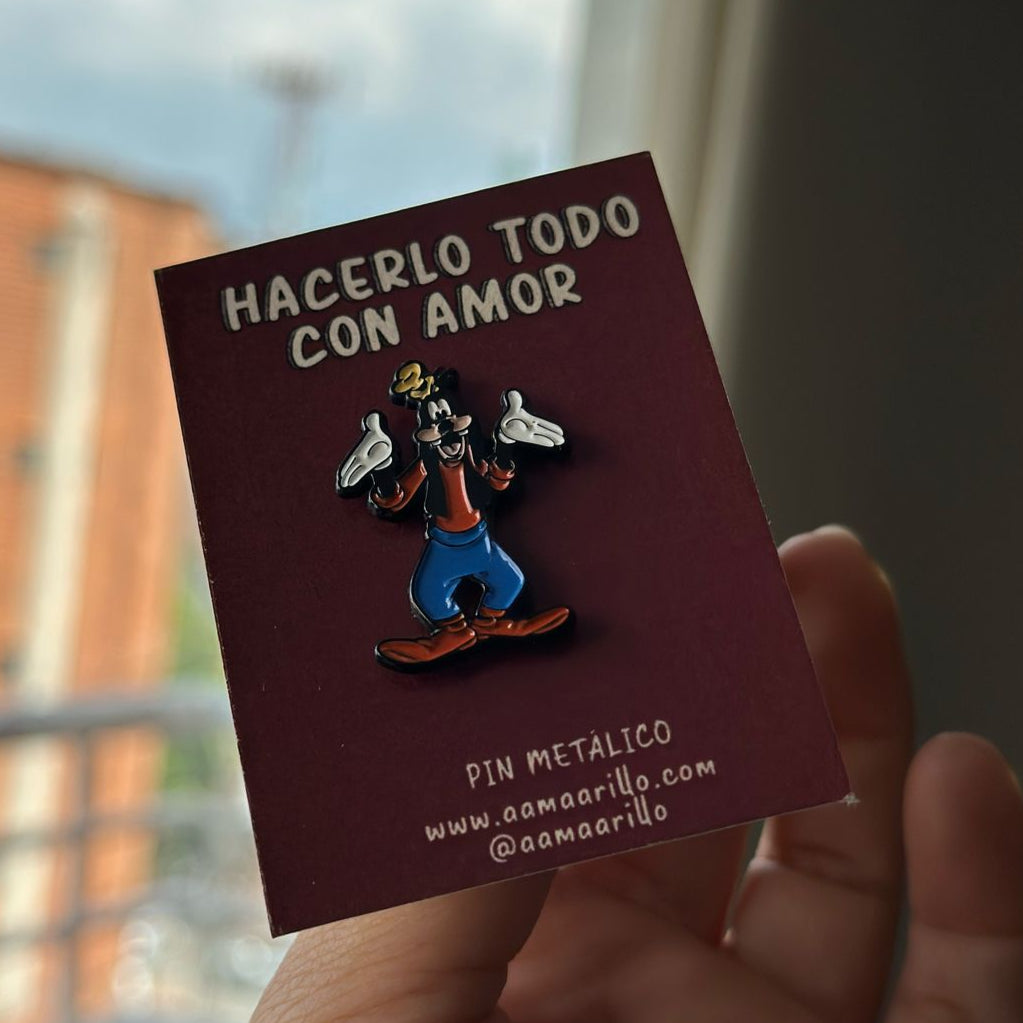 HACERLO TODO
CON AMOR
PIN METÁLICO
www.aamaarillo.com
@aamaarillo